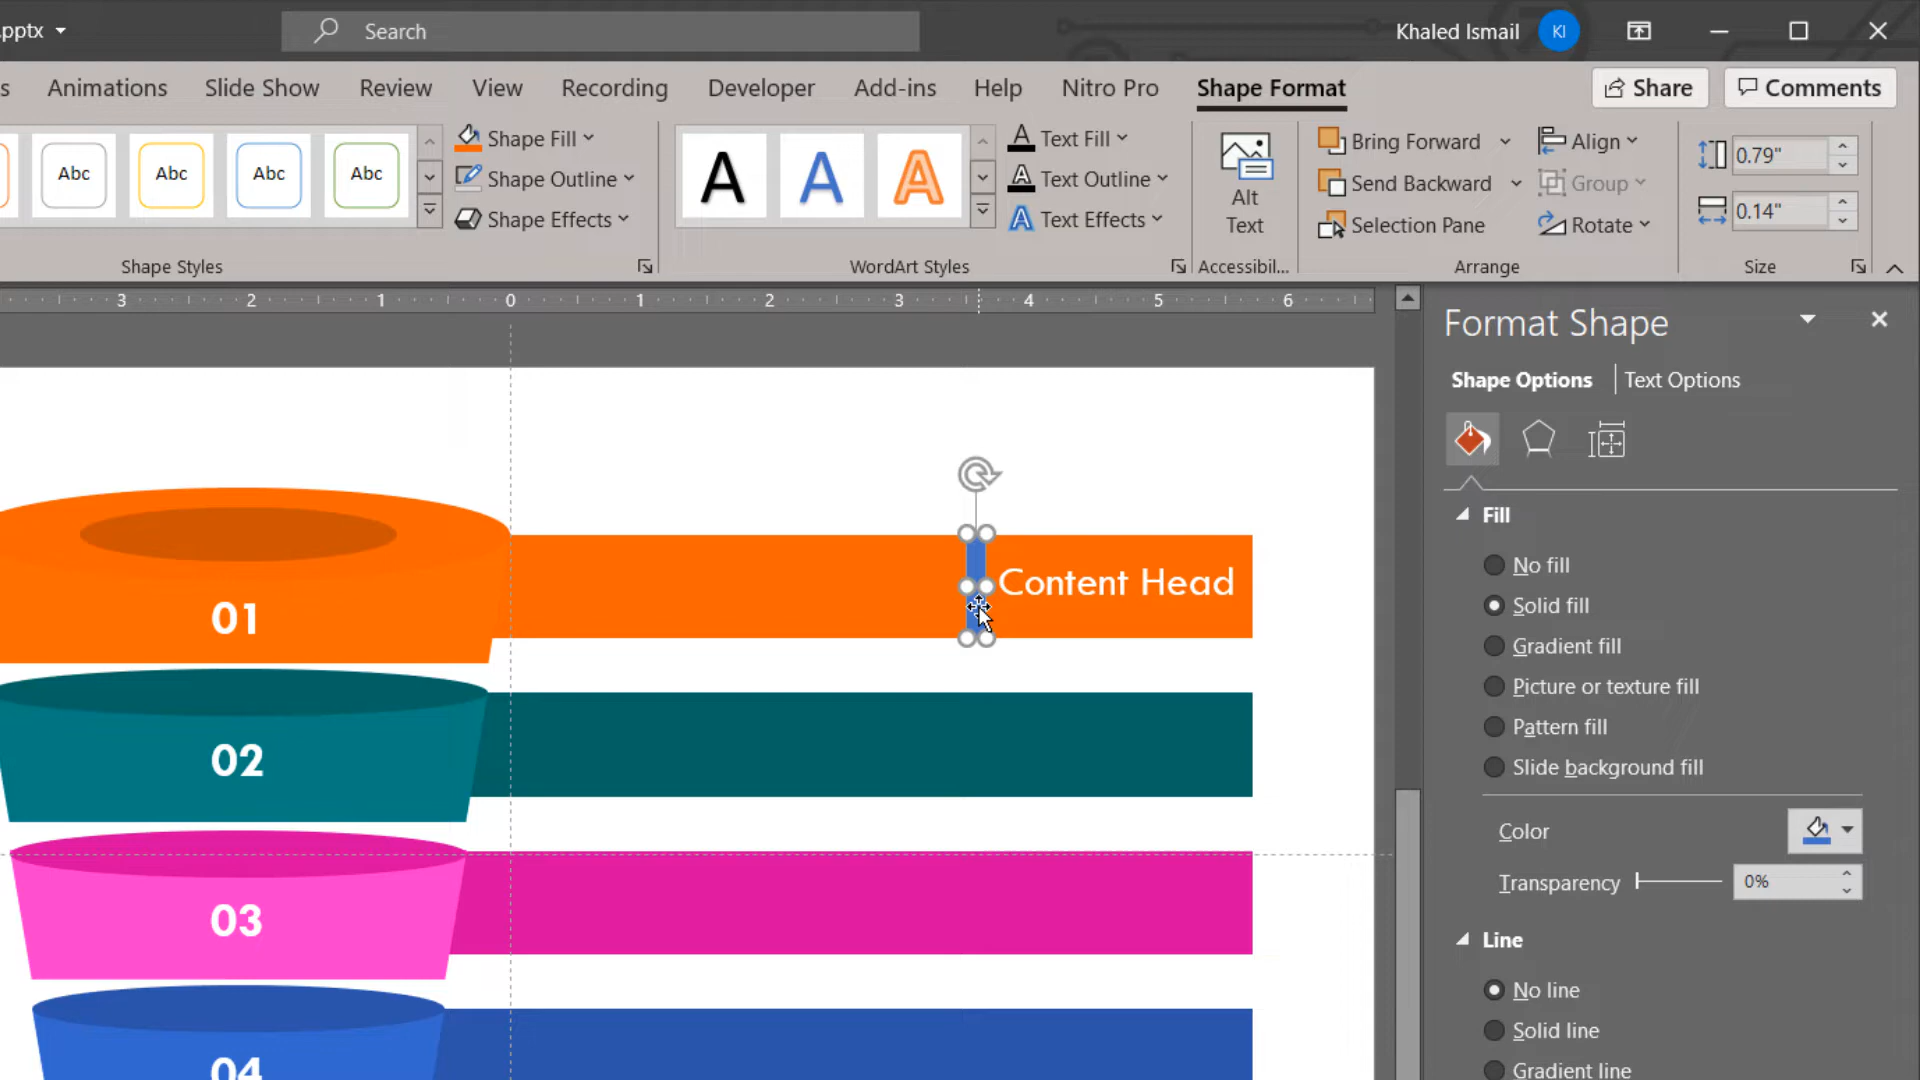 pptx
Search
Khaled Ismail
KI
s
Animations
Slide Show
Review
View
Recording
Developer
Add-ins
Help
Nitro Pro
Shape Format
Share
Comments
Abc
Abc
Abc
Abc
Shape Fill
Shape Outline
Shape Effects
A
A
A
Text Fill
Text Outline
Text Effects
Alt
Text
Bring Forward
Send Backward
Selection Pane
Align
Group
Rotate
0.79"
0.14"
Shape Styles
WordArt Styles
Accessibil...
Arrange
Size
3 2 1 0 1 2 3 4 5 6
Format Shape
Shape Options
Text Options
Fill
No fill
Solid fill
Gradient fill
Picture or texture fill
Pattern fill
Slide background fill
Color
Transparency
0%
Line
No line
Solid line
Gradient line
Content Head
01
02
03
04